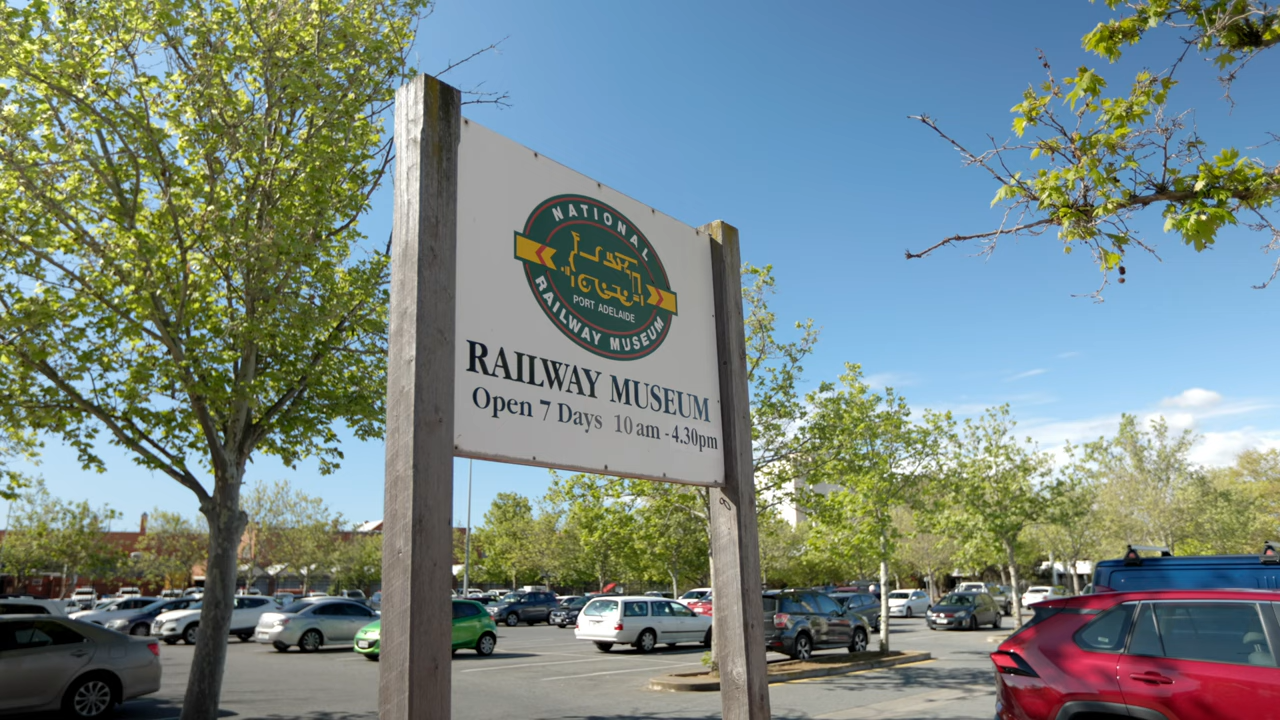 NATIONAL
PORT ADELAIDE
RAILWAY MUSEUM
RAILWAY MUSEUM
Open 7 Days 10 am - 4.30pm